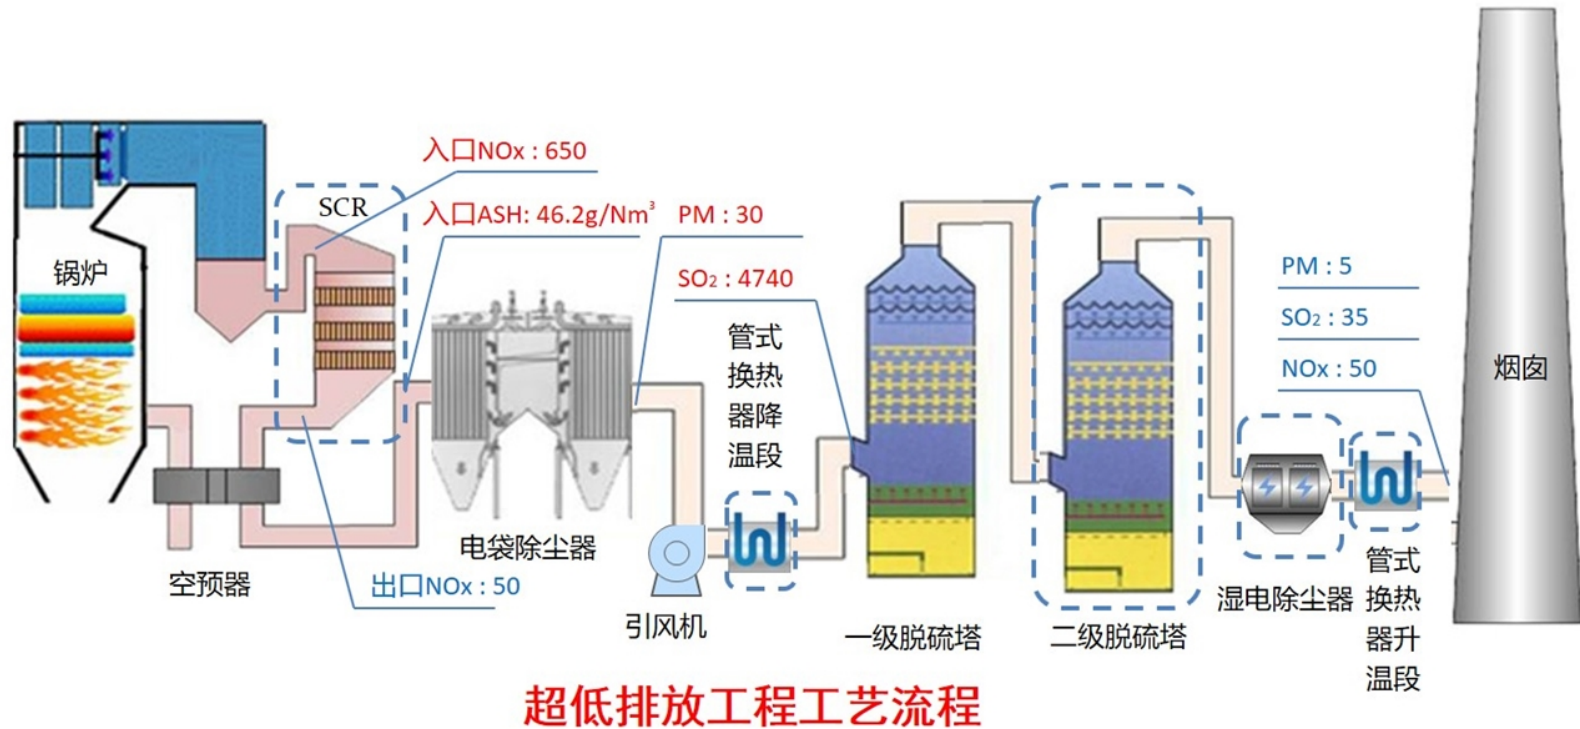 入口NOx : 650
SCR
入口ASH: 46.2g/Nm³
PM : 30
SO₂ : 4740
锅炉
管式
换热
器降
温段
PM : 5
SO₂ : 35
NOx : 50
烟囱
电袋除尘器
空预器
出口NOx : 50
引风机
一级脱硫塔
二级脱硫塔
湿电除尘器
管式
换热
器升
温段
超低排放工程工艺流程